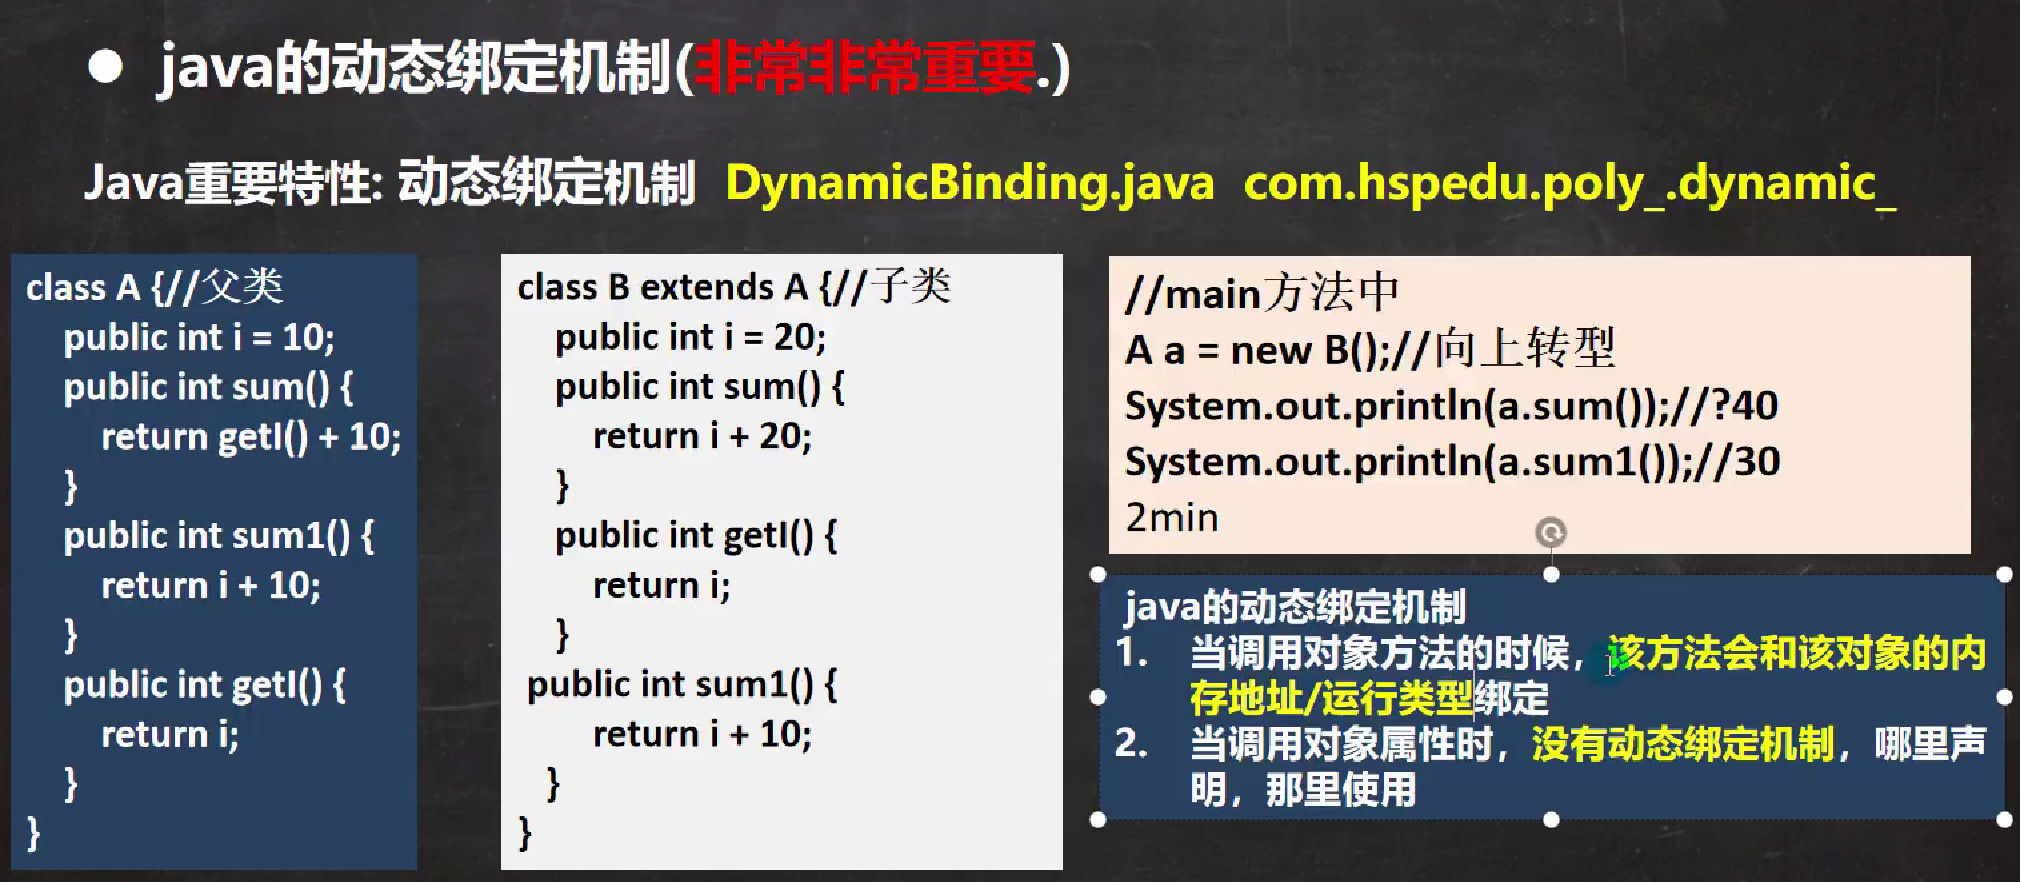 ● java的动态绑定机制(非常非常重要.)
Java重要特性: 动态绑定机制 DynamicBinding.java com.hspedu.poly_.dynamic_
class A {//父类
public int i = 10;
public int sum() {
return getI() + 10;
}
public int sum1() {
return i + 10;
}
public int getI() {
return i;
}
}
class B extends A {//子类
public int i = 20;
public int sum() {
return i + 20;
}
public int getI() {
return i;
}
public int sum1() {
return i + 10;
}
}
//main方法中
A a = new B();//向上转型
System.out.println(a.sum());//?40
System.out.println(a.sum1());//30
2min
java的动态绑定机制
1. 当调用对象方法的时候，该方法会和该对象的内
存地址/运行类型绑定
2. 当调用对象属性时，没有动态绑定机制，哪里声
明，那里使用